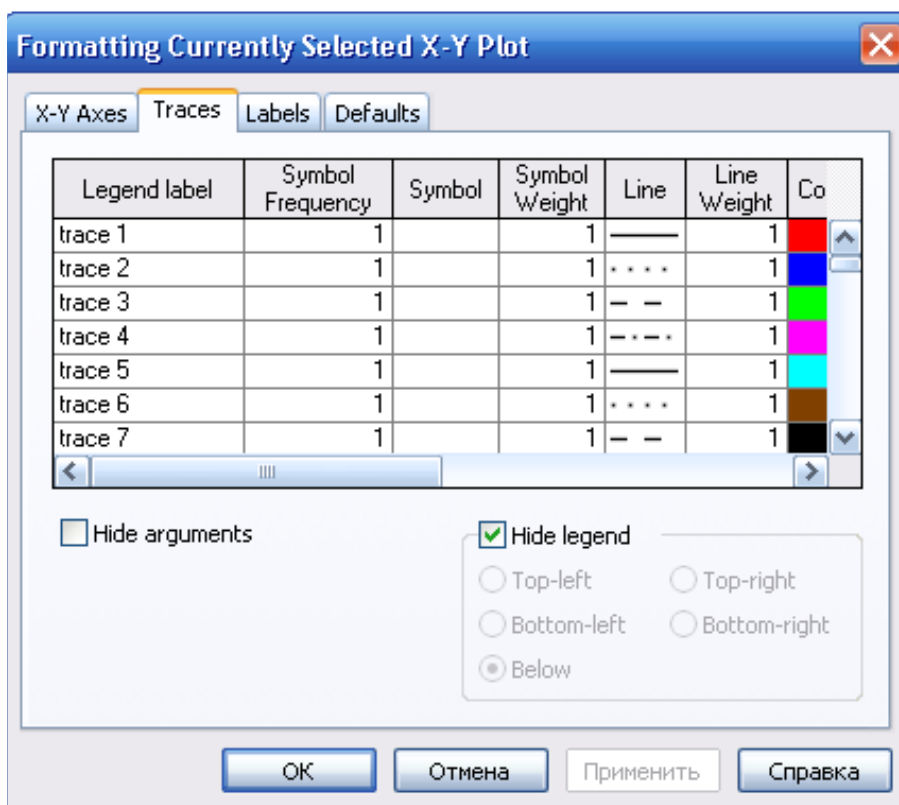 Formatting Currently Selected X-Y Plot
X-Y Axes Traces Labels Defaults
Legend label Symbol Frequency Symbol Symbol Weight Line Line Weight Co
trace 1 1 1 1
trace 2 1 1 1
trace 3 1 1 1
trace 4 1 1 1
trace 5 1 1 1
trace 6 1 1 1
trace 7 1 1 1
Hide arguments
Hide legend
Top-left Top-right
Bottom-left Bottom-right
Below
OK Отмена Применить Справка